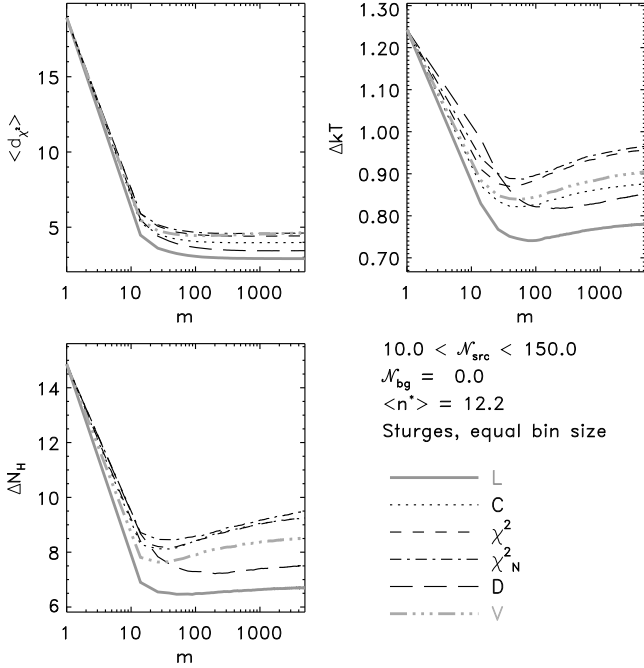 <d_χ*>
15
10
5
1 10 100 1000
m
ΔkT
1.30
1.20
1.10
1.00
0.90
0.80
0.70
1 10 100 1000
m
ΔN_H
14
12
10
8
6
1 10 100 1000
m
10.0 < 𝒩_src < 150.0
𝒩_bg = 0.0
<n*> = 12.2
Sturges, equal bin size
L
C
χ²
χ²_N
D
V